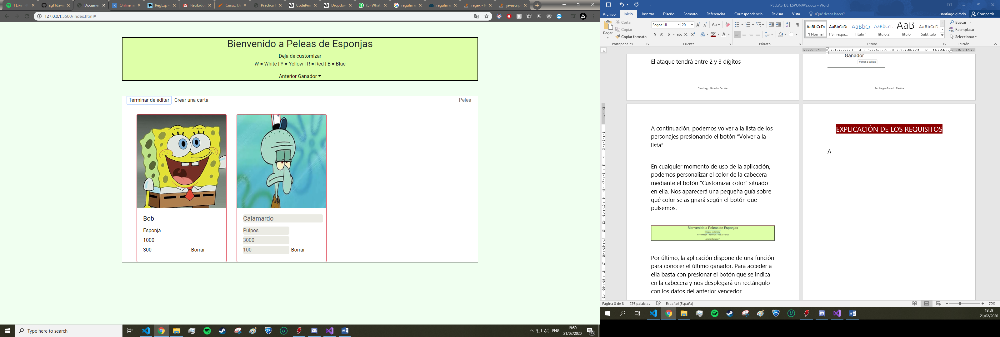 I Like
sgf1daw
Documen
Online re
RegExp -
Recibidos
Curso: De
Práctica t
CodePen
Dropdow
(5) Whats
regular e
regular e
regex - R
javascrip
127.0.0.1:5500/index.html#
Bienvenido a Peleas de Esponjas
Deja de customizar
W = White | Y = Yellow | R = Red | B = Blue
Anterior Ganador
Terminar de editar
Crear una carta
Pelea
Bob
Esponja
1000
300
Borrar
Calamardo
Pulpos
3000
100
Borrar
Type here to search
ENG
19:59
21/02/2020
13
PELEAS_DE_ESPONJAS.docx - Word
Archivo
Inicio
Insertar
Diseño
Formato
Referencias
Correspondencia
Revisar
Vista
¿Qué desea hacer?
santiago girado
Compartir
Pegar
Cortar
Copiar
Copiar formato
Portapapeles
Segoe UI
20
N K S abc x₂ x²
Fuente
Párrafo
AaBbCcDc
¶ Normal
AaBbCcDc
¶ Sin espa...
AaBbCc
Título 1
AaBbCcC
Título 2
AaB
Título
AaBbCcD
Subtítulo
Estilos
Buscar
Reemplazar
Seleccionar
Edición
El ataque tendrá entre 2 y 3 dígitos
Santiago Girado Fariña
Ganador
Volver a la lista
Santiago Girado Fariña
A continuación, podemos volver a la lista de los
personajes presionando el botón “Volver a la
lista”.
En cualquier momento de uso de la aplicación,
podemos personalizar el color de la cabecera
mediante el botón “Customizar color” situado
en ella. Nos aparecerá una pequeña guía sobre
qué color se asignará según el botón que
pulsemos.
Bienvenido a Peleas de Esponjas
Deja de customizar
W = White | Y = Yellow | R = Red | B = Blue
Anterior Ganador
Por último, la aplicación dispone de una función
para conocer el último ganador. Para acceder a
ella basta con presionar el botón que se indica
en la cabecera y nos desplegará un rectángulo
con los datos del anterior vencedor.
EXPLICACIÓN DE LOS REQUISITOS
A
Página 8 de 8
276 palabras
Español (España)
70%
19:59
21/02/2020